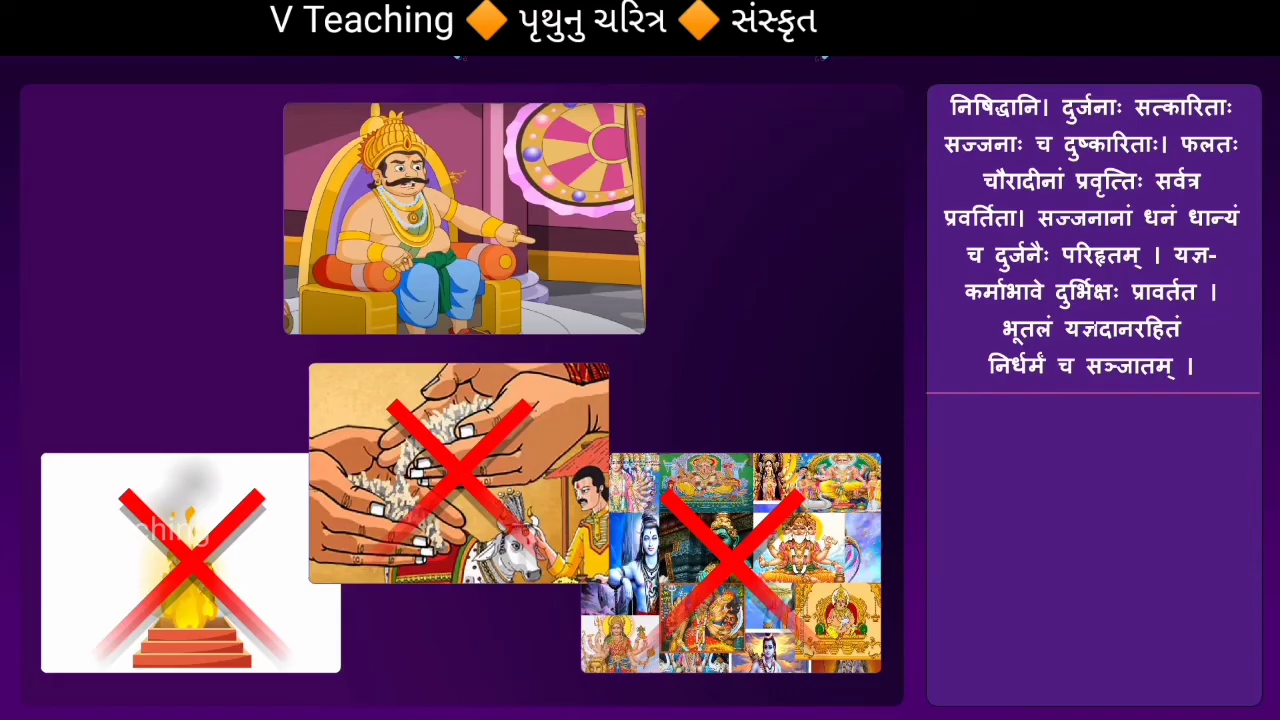 V Teaching 🔶 પૃથુનુ ચરિત્ર 🔶 સંસ્કૃત
निषिद्धानि। दुर्जनाः सत्कारिताः
सज्जनाः च दुष्कारिताः। फलतः
चौरादीनां प्रवृत्तिः सर्वत्र
प्रवर्तिता। सज्जनानां धनं धान्यं
च दुर्जनैः परिहृतम् । यज्ञ-
कर्माभावे दुर्भिक्षः प्रावर्तत ।
भूतलं यज्ञदानरहितं
निर्धर्मं च सञ्जातम् ।
ching